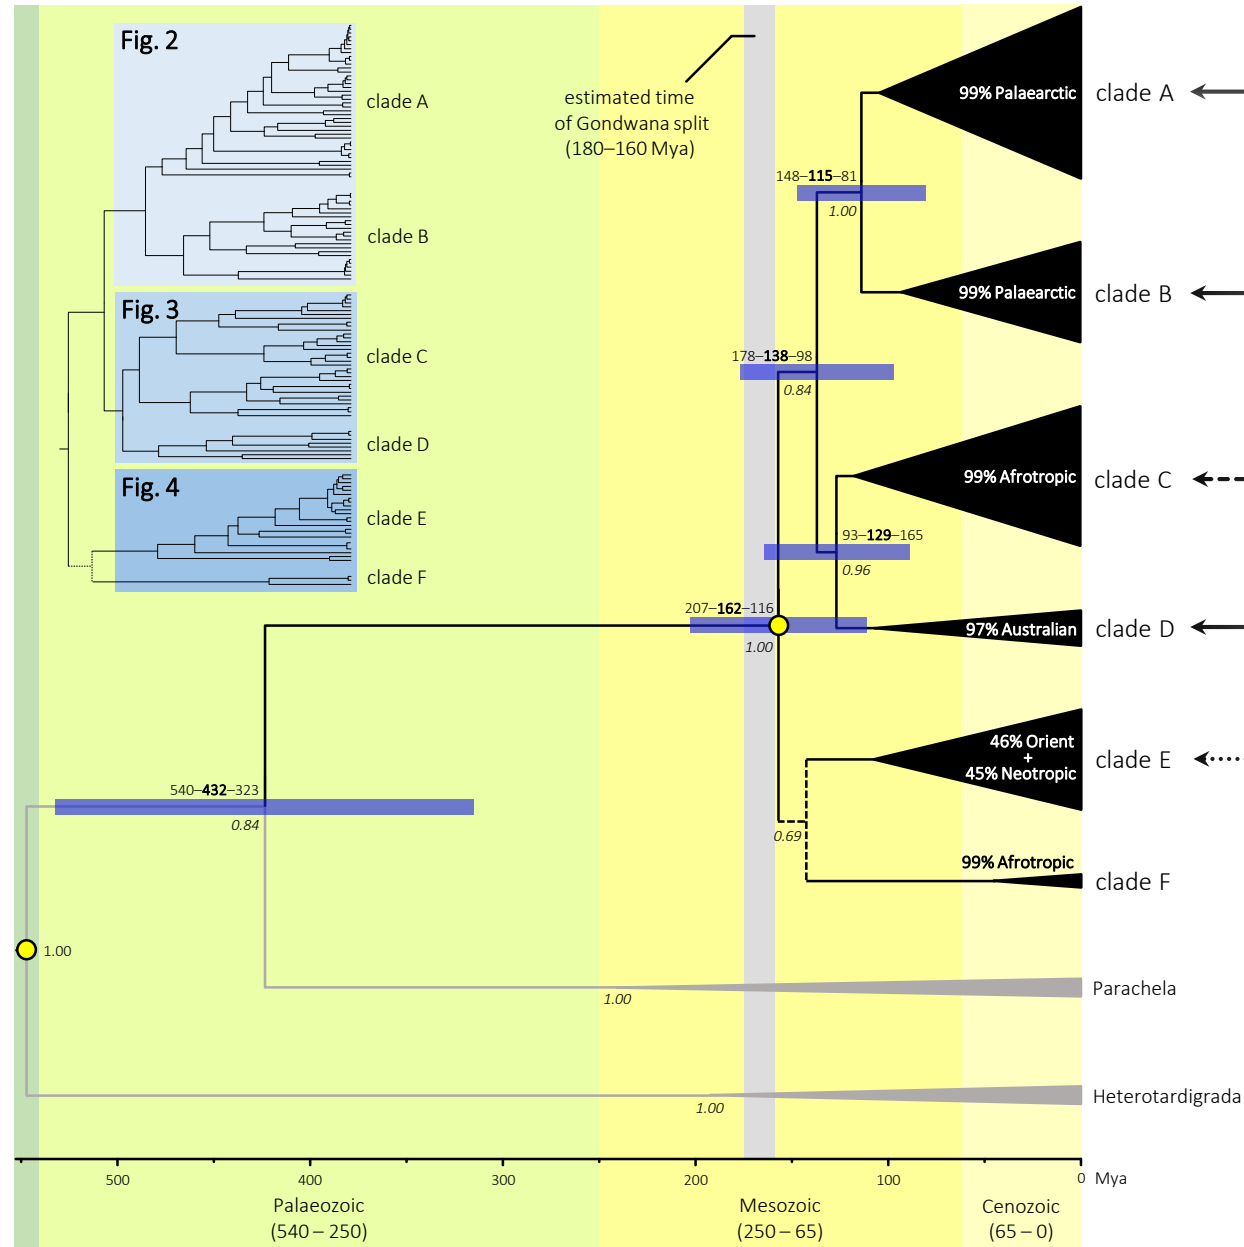 Fig. 2
clade A
clade B
Fig. 3
clade C
clade D
Fig. 4
clade E
clade F
estimated time
of Gondwana split
(180–160 Mya)
99% Palaearctic
clade A
148–115–81
1.00
99% Palaearctic
clade B
178–138–98
0.84
99% Afrotropic
clade C
93–129–165
0.96
207–162–116
1.00
97% Australian
clade D
46% Orient
+
45% Neotropic
clade E
0.69
99% Afrotropic
clade F
540–432–323
0.84
1.00
1.00
Parachela
1.00
Heterotardigrada
500 400 300 200 100 0 Mya
Palaeozoic
(540 – 250)
Mesozoic
(250 – 65)
Cenozoic
(65 – 0)